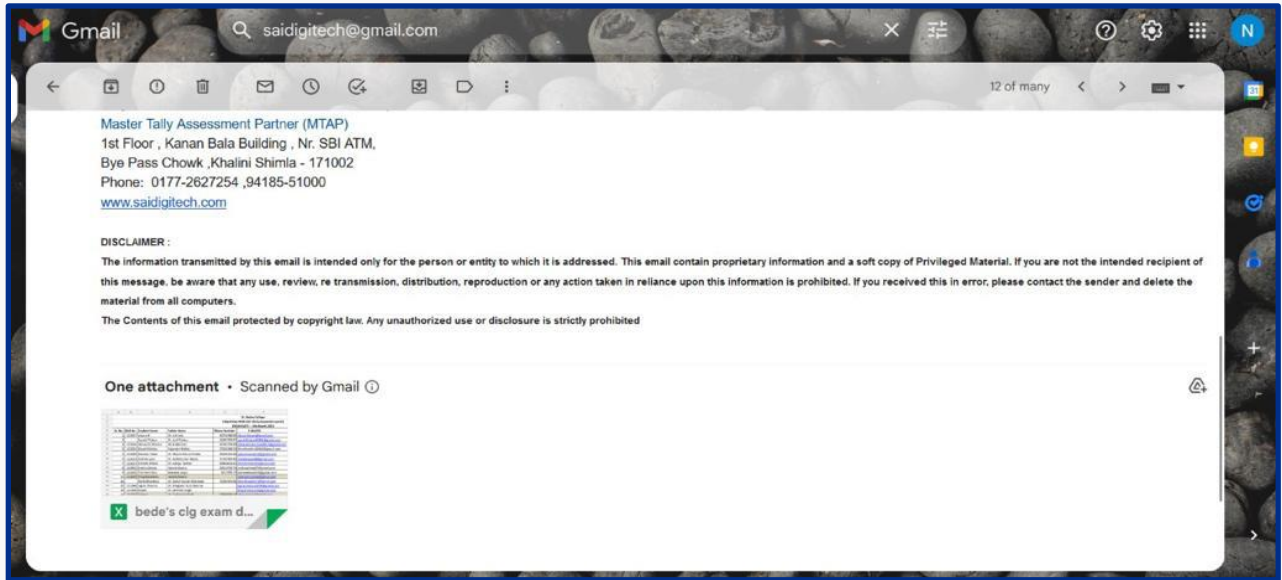 Gmail
saidigitech@gmail.com
N
12 of many
31
Master Tally Assessment Partner (MTAP)
1st Floor , Kanan Bala Building , Nr. SBI ATM,
Bye Pass Chowk ,Khalini Shimla - 171002
Phone: 0177-2627254 ,94185-51000
www.saidigitech.com
DISCLAIMER :
The information transmitted by this email is intended only for the person or entity to which it is addressed. This email contain proprietary information and a soft copy of Privileged Material. If you are not the intended recipient of
this message, be aware that any use, review, re transmission, distribution, reproduction or any action taken in reliance upon this information is prohibited. If you received this in error, please contact the sender and delete the
material from all computers.
The Contents of this email protected by copyright law. Any unauthorized use or disclosure is strictly prohibited
One attachment • Scanned by Gmail
X bede's clg exam d...